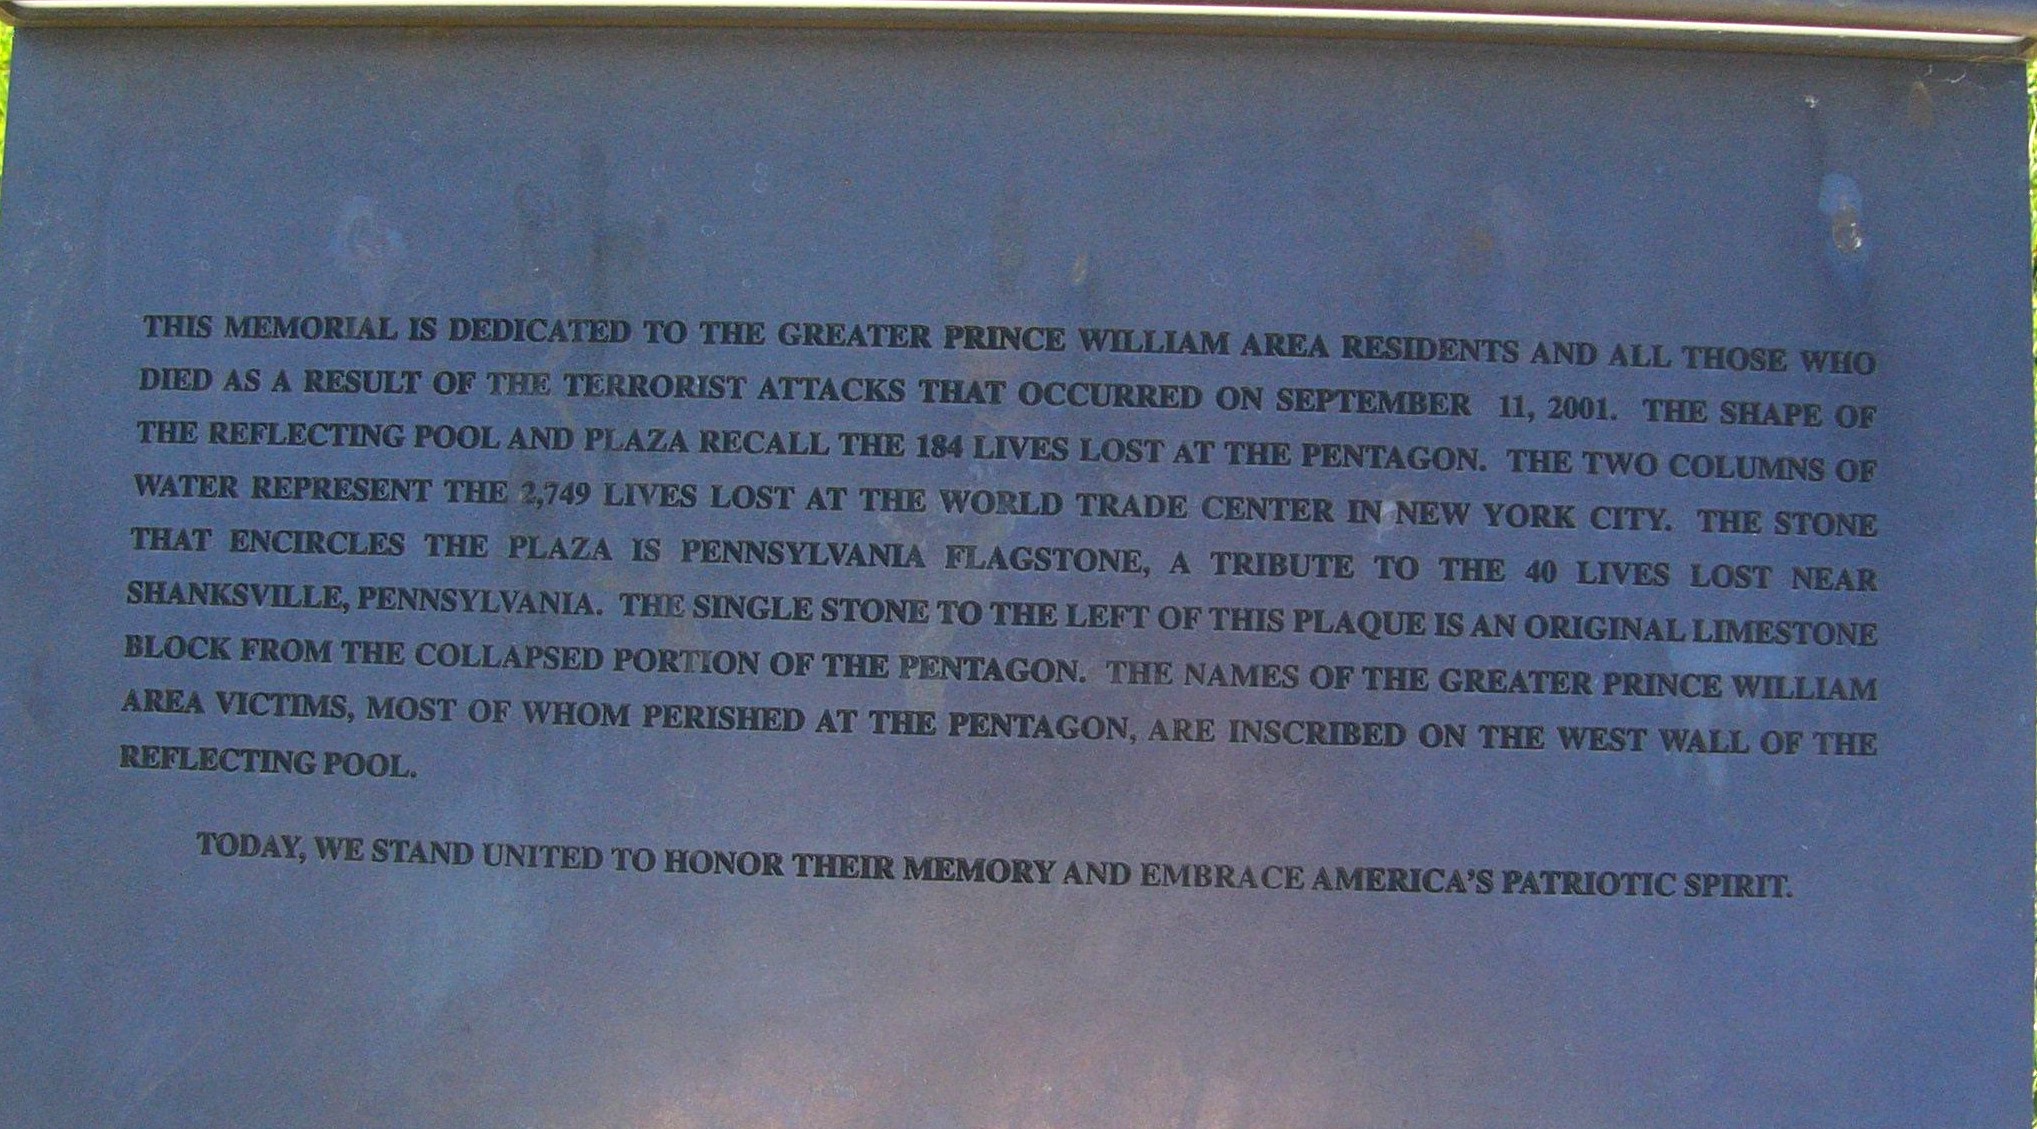 THIS MEMORIAL IS DEDICATED TO THE GREATER PRINCE WILLIAM AREA RESIDENTS AND ALL THOSE WHO
DIED AS A RESULT OF THE TERRORIST ATTACKS THAT OCCURRED ON SEPTEMBER 11, 2001. THE SHAPE OF
THE REFLECTING POOL AND PLAZA RECALL THE 184 LIVES LOST AT THE PENTAGON. THE TWO COLUMNS OF
WATER REPRESENT THE 2,749 LIVES LOST AT THE WORLD TRADE CENTER IN NEW YORK CITY. THE STONE
THAT ENCIRCLES THE PLAZA IS PENNSYLVANIA FLAGSTONE, A TRIBUTE TO THE 40 LIVES LOST NEAR
SHANKSVILLE, PENNSYLVANIA. THE SINGLE STONE TO THE LEFT OF THIS PLAQUE IS AN ORIGINAL LIMESTONE
BLOCK FROM THE COLLAPSED PORTION OF THE PENTAGON. THE NAMES OF THE GREATER PRINCE WILLIAM
AREA VICTIMS, MOST OF WHOM PERISHED AT THE PENTAGON, ARE INSCRIBED ON THE WEST WALL OF THE
REFLECTING POOL.
TODAY, WE STAND UNITED TO HONOR THEIR MEMORY AND EMBRACE AMERICA'S PATRIOTIC SPIRIT.